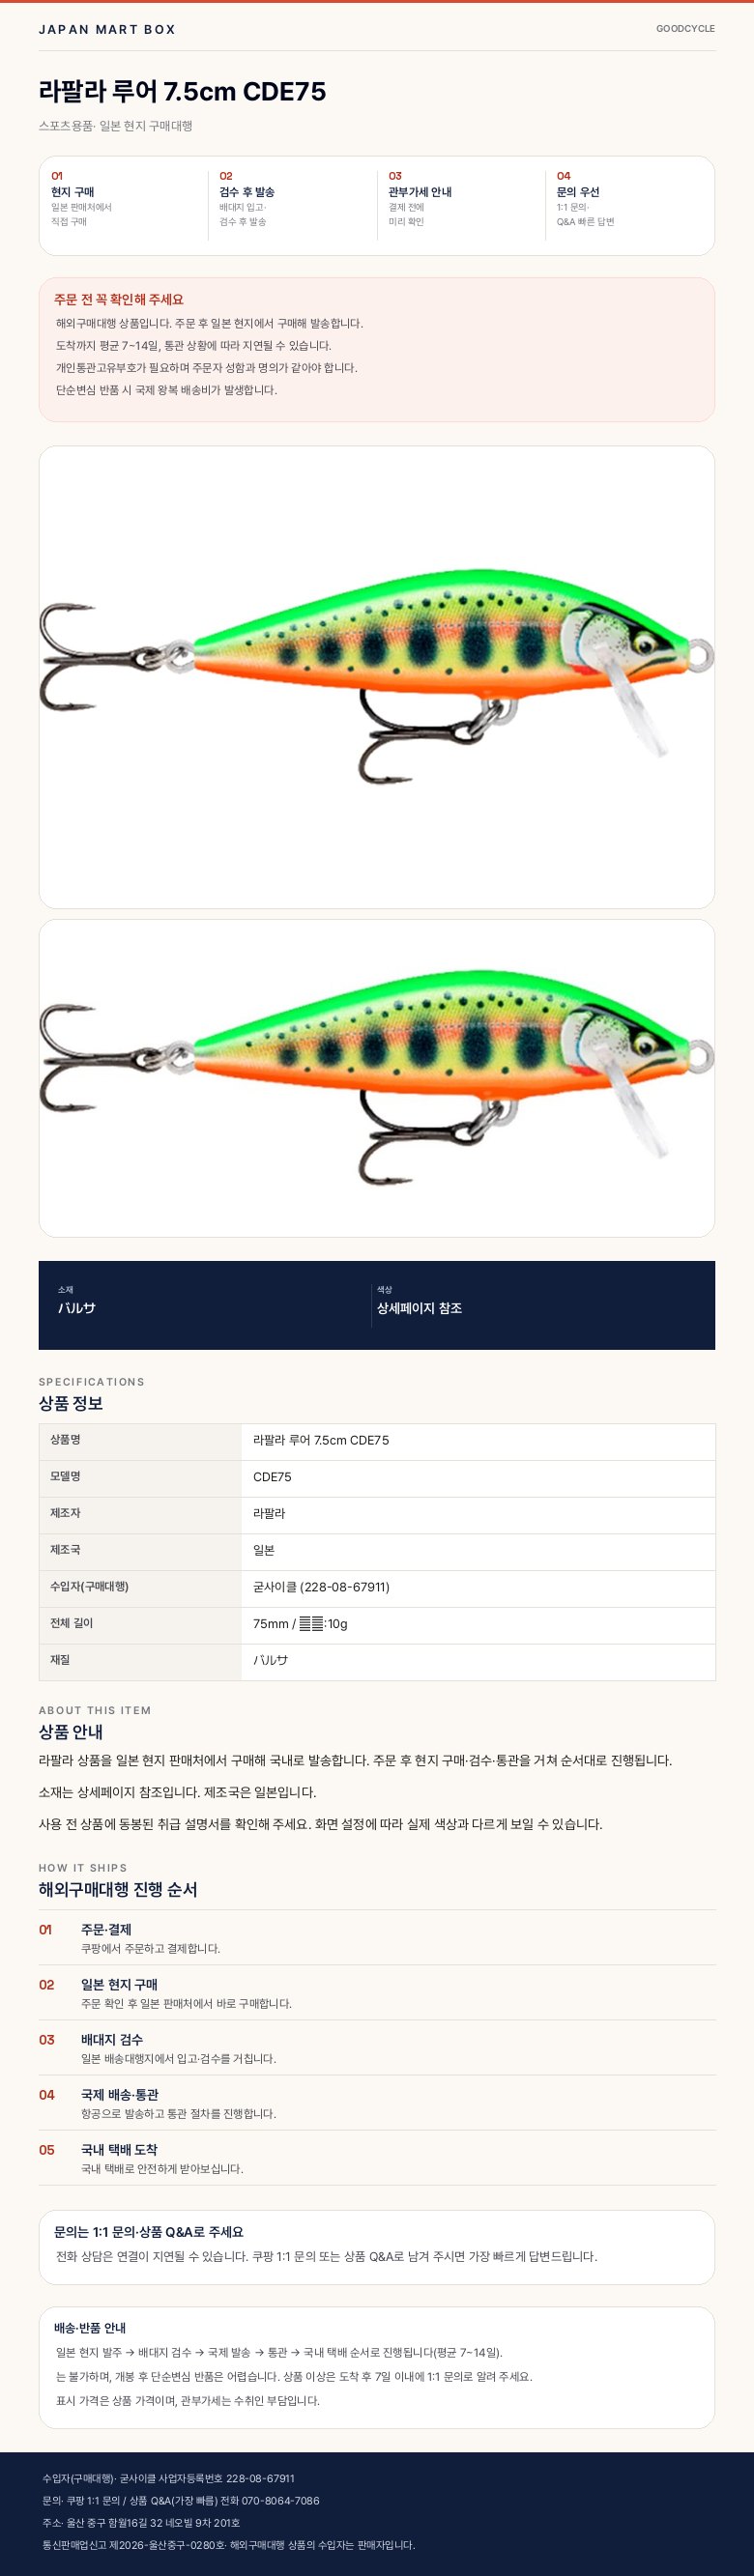 JAPAN MART BOX
GOODCYCLE
라팔라 루어 7.5cm CDE75
스포츠용품· 일본 현지 구매대행
01
현지 구매
일본 판매처에서
직접 구매
02
검수 후 발송
배대지 입고·
검수 후 발송
03
관부가세 안내
결제 전에
미리 확인
04
문의 우선
1:1 문의·
Q&A 빠른 답변
주문 전 꼭 확인해 주세요
해외구매대행 상품입니다. 주문 후 일본 현지에서 구매해 발송합니다.
도착까지 평균 7~14일, 통관 상황에 따라 지연될 수 있습니다.
개인통관고유부호가 필요하며 주문자 성함과 명의가 같아야 합니다.
단순변심 반품 시 국제 왕복 배송비가 발생합니다.
소재
バルサ
색상
상세페이지 참조
SPECIFICATIONS
상품 정보
상품명 라팔라 루어 7.5cm CDE75
모델명 CDE75
제조자 라팔라
제조국 일본
수입자(구매대행) 굳사이클 (228-08-67911)
전체 길이 75mm / :10g
재질 バルサ
ABOUT THIS ITEM
상품 안내
라팔라 상품을 일본 현지 판매처에서 구매해 국내로 발송합니다. 주문 후 현지 구매·검수·통관을 거쳐 순서대로 진행됩니다.
소재는 상세페이지 참조입니다. 제조국은 일본입니다.
사용 전 상품에 동봉된 취급 설명서를 확인해 주세요. 화면 설정에 따라 실제 색상과 다르게 보일 수 있습니다.
HOW IT SHIPS
해외구매대행 진행 순서
01 주문·결제
쿠팡에서 주문하고 결제합니다.
02 일본 현지 구매
주문 확인 후 일본 판매처에서 바로 구매합니다.
03 배대지 검수
일본 배송대행지에서 입고·검수를 거칩니다.
04 국제 배송·통관
항공으로 발송하고 통관 절차를 진행합니다.
05 국내 택배 도착
국내 택배로 안전하게 받아보십니다.
문의는 1:1 문의·상품 Q&A로 주세요
전화 상담은 연결이 지연될 수 있습니다. 쿠팡 1:1 문의 또는 상품 Q&A로 남겨 주시면 가장 빠르게 답변드립니다.
배송·반품 안내
일본 현지 발주 → 배대지 검수 → 국제 발송 → 통관 → 국내 택배 순서로 진행됩니다(평균 7~14일).
는 불가하며, 개봉 후 단순변심 반품은 어렵습니다. 상품 이상은 도착 후 7일 이내에 1:1 문의로 알려 주세요.
표시 가격은 상품 가격이며, 관부가세는 수취인 부담입니다.
수입자(구매대행)· 굳사이클 사업자등록번호 228-08-67911
문의· 쿠팡 1:1 문의 / 상품 Q&A(가장 빠름) 전화 070-8064-7086
주소· 울산 중구 함월16길 32 네오빌 9차 201호
통신판매업신고 제2026-울산중구-0280호· 해외구매대행 상품의 수입자는 판매자입니다.